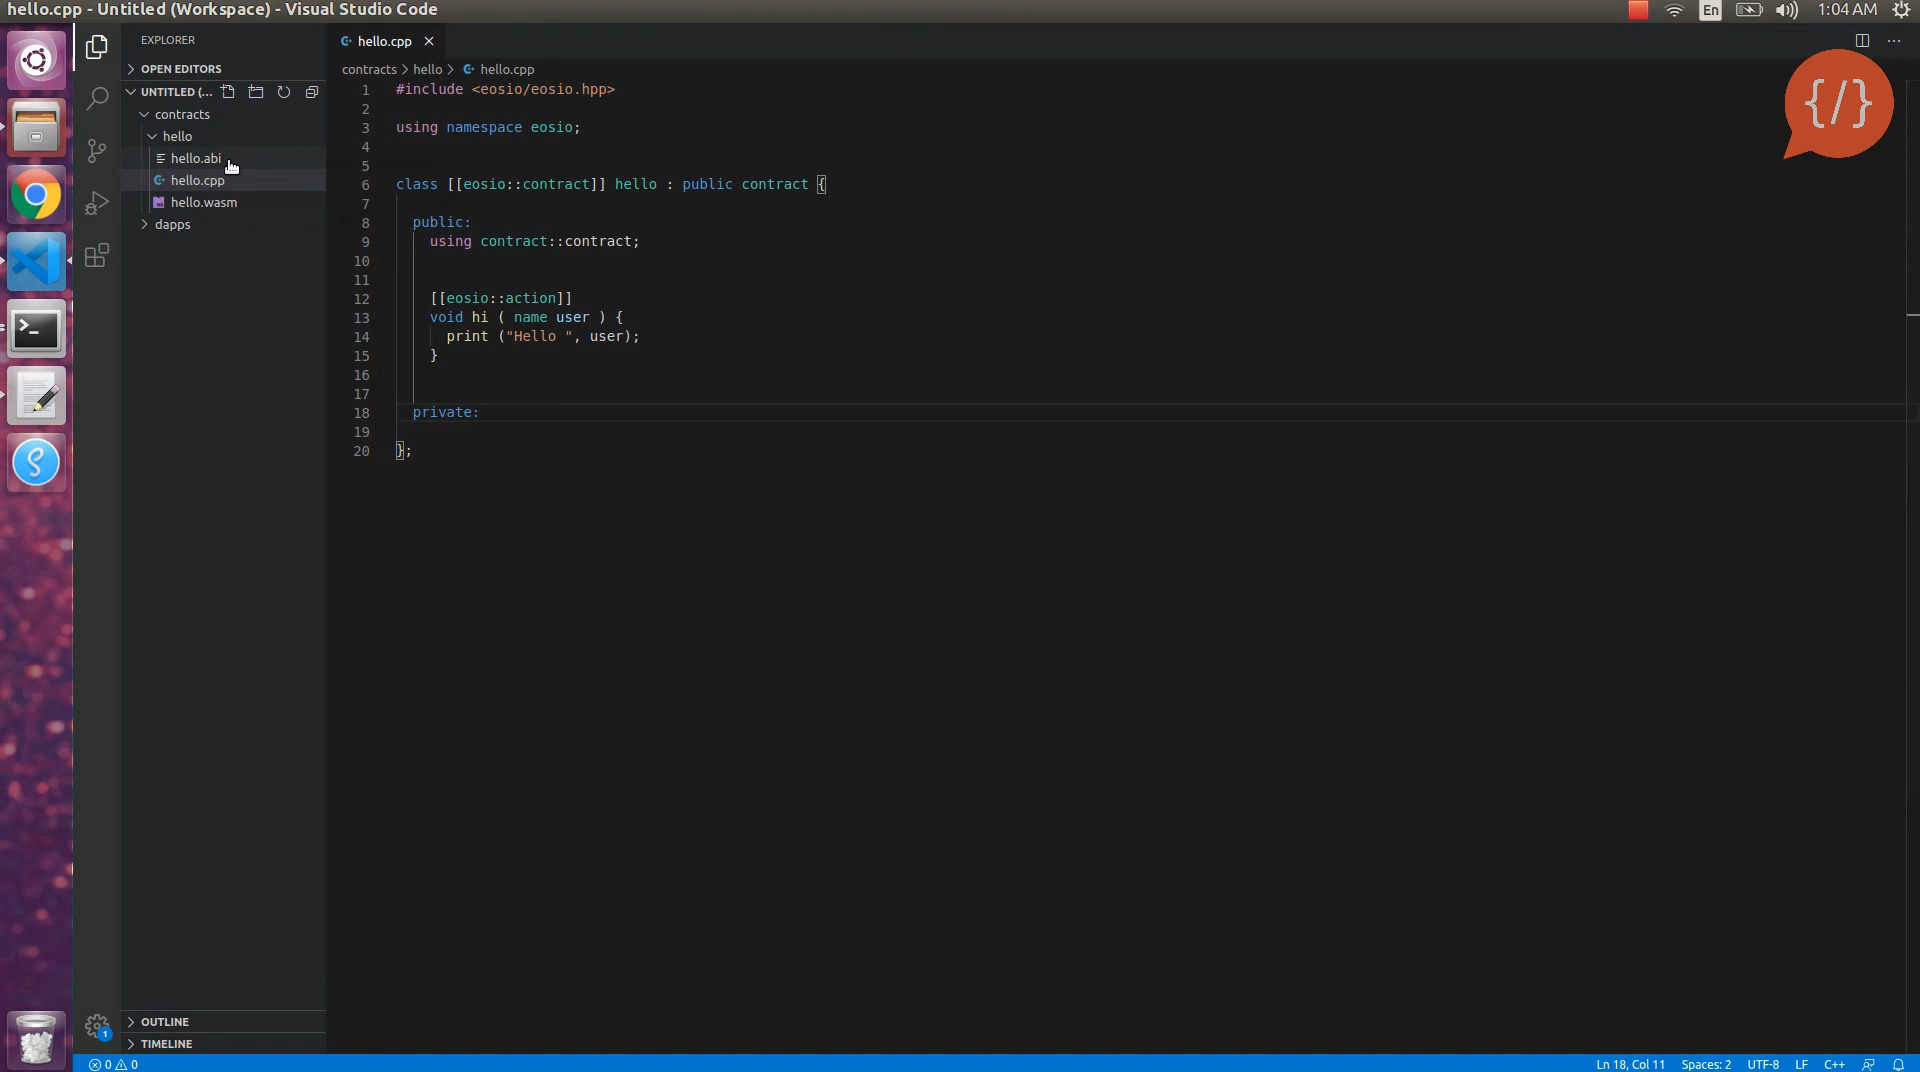 hello.cpp - Untitled (Workspace) - Visual Studio Code
En
1:04 AM
EXPLORER
OPEN EDITORS
UNTITLED (...
contracts
hello
hello.abi
hello.cpp
hello.wasm
dapps
OUTLINE
TIMELINE
hello.cpp
contracts > hello > hello.cpp
{/}
1 #include <eosio/eosio.hpp>
2
3 using namespace eosio;
4
5
6 class [[eosio::contract]] hello : public contract {
7
8 public:
9 using contract::contract;
10
11
12 [[eosio::action]]
13 void hi ( name user ) {
14 print ("Hello ", user);
15 }
16
17
18 private:
19
20 };
1
0 0
Ln 18, Col 11
Spaces: 2
UTF-8
LF
C++